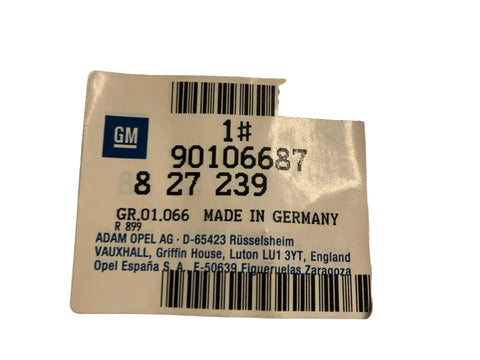 GM
1#
90106687
8 27 239
GR.01.066 MADE IN GERMANY
R 899
ADAM OPEL AG · D-65423 Rüsselsheim
VAUXHALL, Griffin House, Luton LU1 3YT, England
Opel España S. A., E-50639 Figueruelas Zaragoza